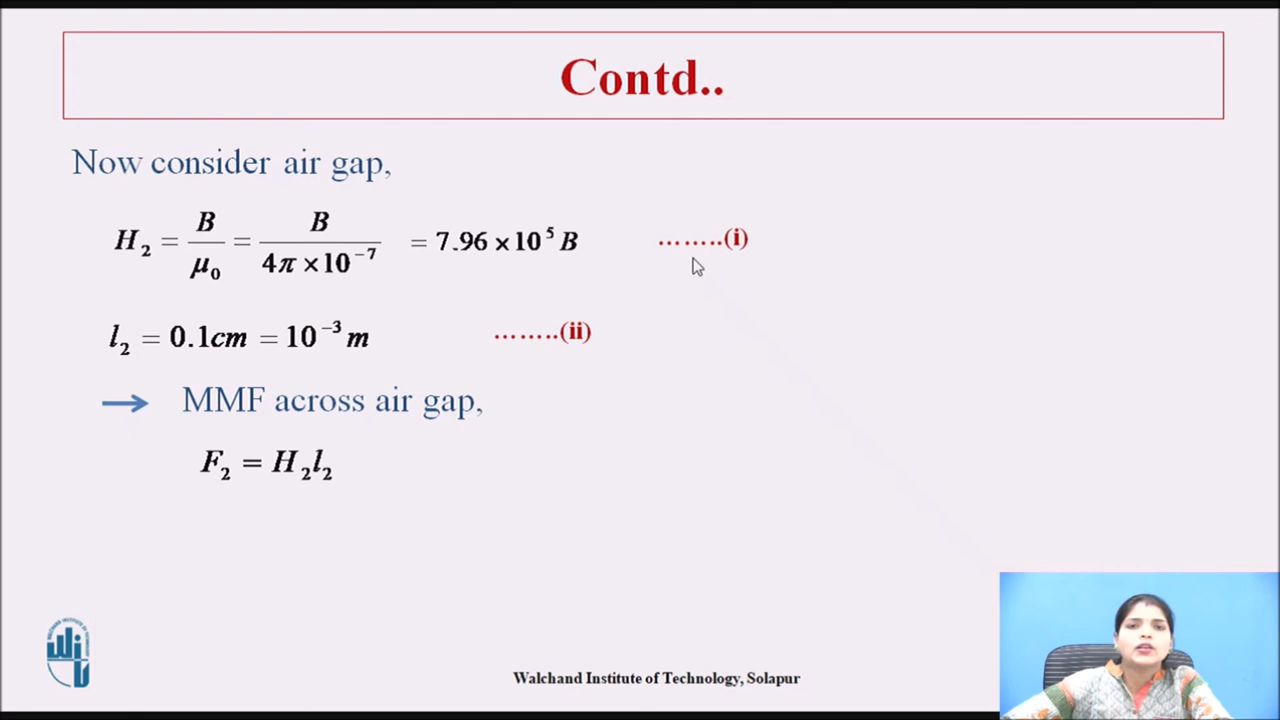 Contd..
Now consider air gap,
H₂ = B/μ₀ = B/(4π × 10⁻⁷) = 7.96 × 10⁵ B ……..(i)
l₂ = 0.1cm = 10⁻³ m ……..(ii)
→ MMF across air gap,
F₂ = H₂l₂
Walchand Institute of Technology, Solapur